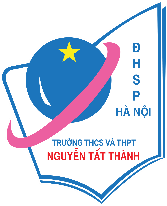 ĐHSP
HÀ NỘI
TRƯỜNG THCS VÀ THPT
NGUYỄN TẤT THÀNH